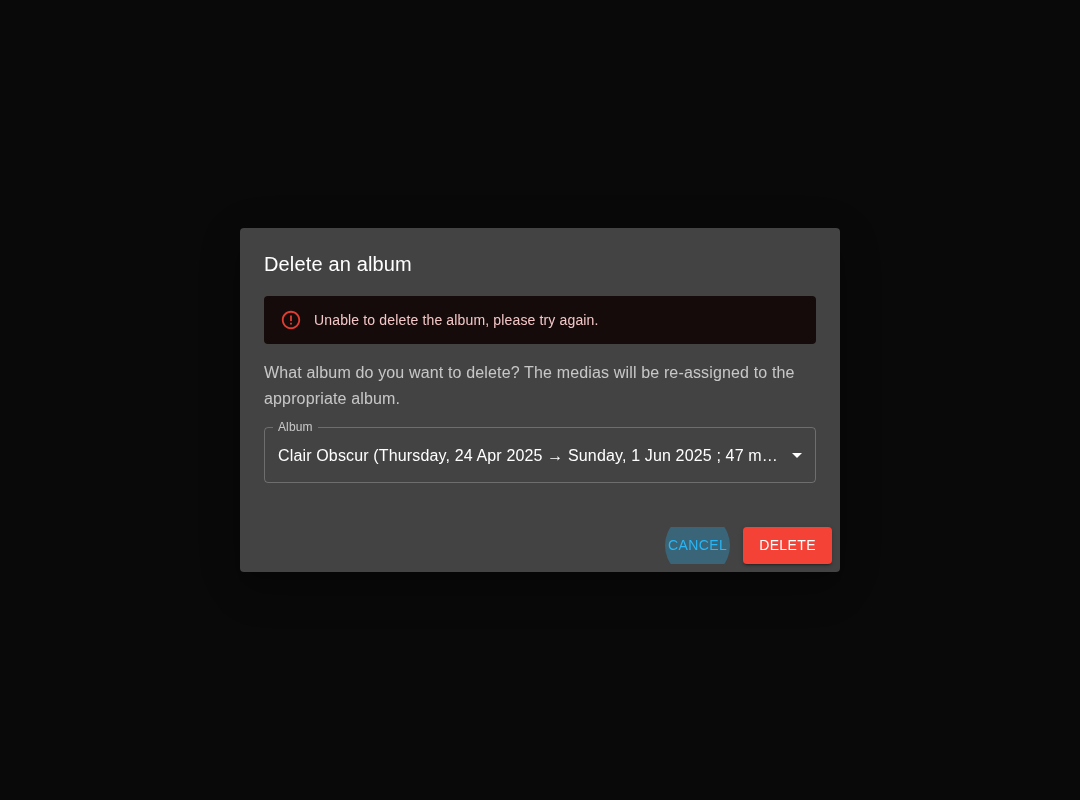 Delete an album
Unable to delete the album, please try again.
What album do you want to delete? The medias will be re-assigned to the
appropriate album.
Album
Clair Obscur (Thursday, 24 Apr 2025 → Sunday, 1 Jun 2025 ; 47 m...
CANCEL DELETE